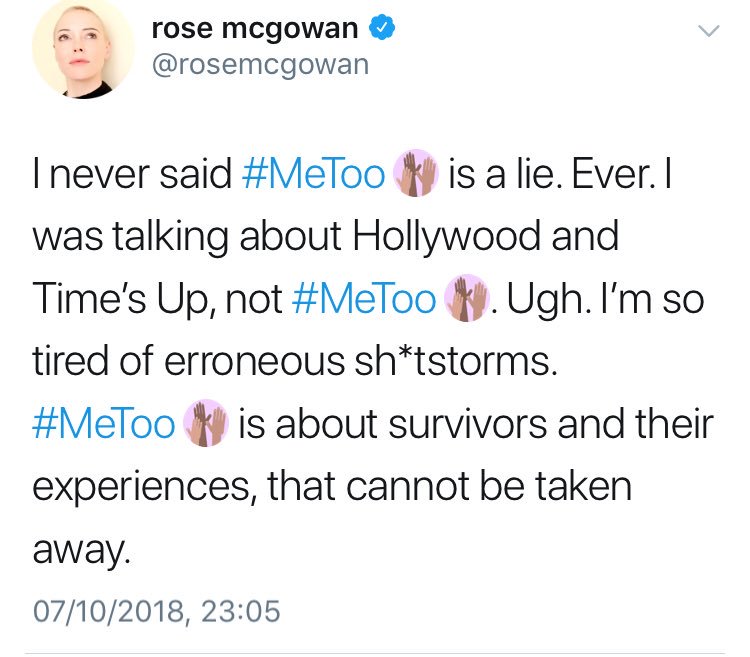 rose mcgowan
@rosemcgowan
I never said #MeToo is a lie. Ever. I
was talking about Hollywood and
Time's Up, not #MeToo . Ugh. I'm so
tired of erroneous sh*tstorms.
#MeToo is about survivors and their
experiences, that cannot be taken
away.
07/10/2018, 23:05